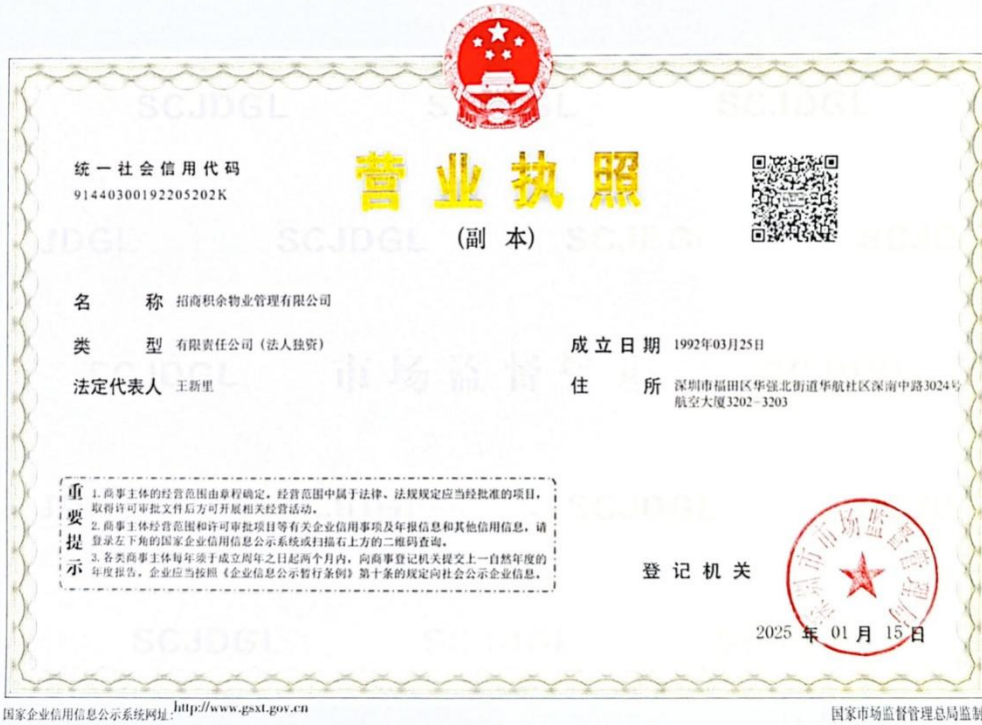 统一社会信用代码
91440300192205202K
营业执照
(副 本)
名 称 招商积余物业管理有限公司
类 型 有限责任公司（法人独资）
法定代表人 王新里
成立日期 1992年03月25日
住 所 深圳市福田区华强北街道华航社区深南中路3024号
航空大厦3202-3203
重要提示
1.商事主体的经营范围由章程确定。经营范围中属于法律、法规规定应当经批准的项目，
取得许可审批文件后方可开展相关经营活动。
2.商事主体经营范围和许可审批项目等有关企业信用事项及年报信息和其他信用信息，请
登录左下角的国家企业信用信息公示系统或扫描右上方的二维码查询。
3.各类商事主体每年须于成立周年之日起两个月内，向商事登记机关提交上一自然年度的
年度报告。企业应当按照《企业信息公示暂行条例》第十条的规定向社会公示企业信息。
登记机关
深圳市市场监督管理局
2025 年 01 月 15 日
国家企业信用信息公示系统网址:http://www.gsxt.gov.cn
国家市场监督管理总局监制
SCJDGL
市场监督管